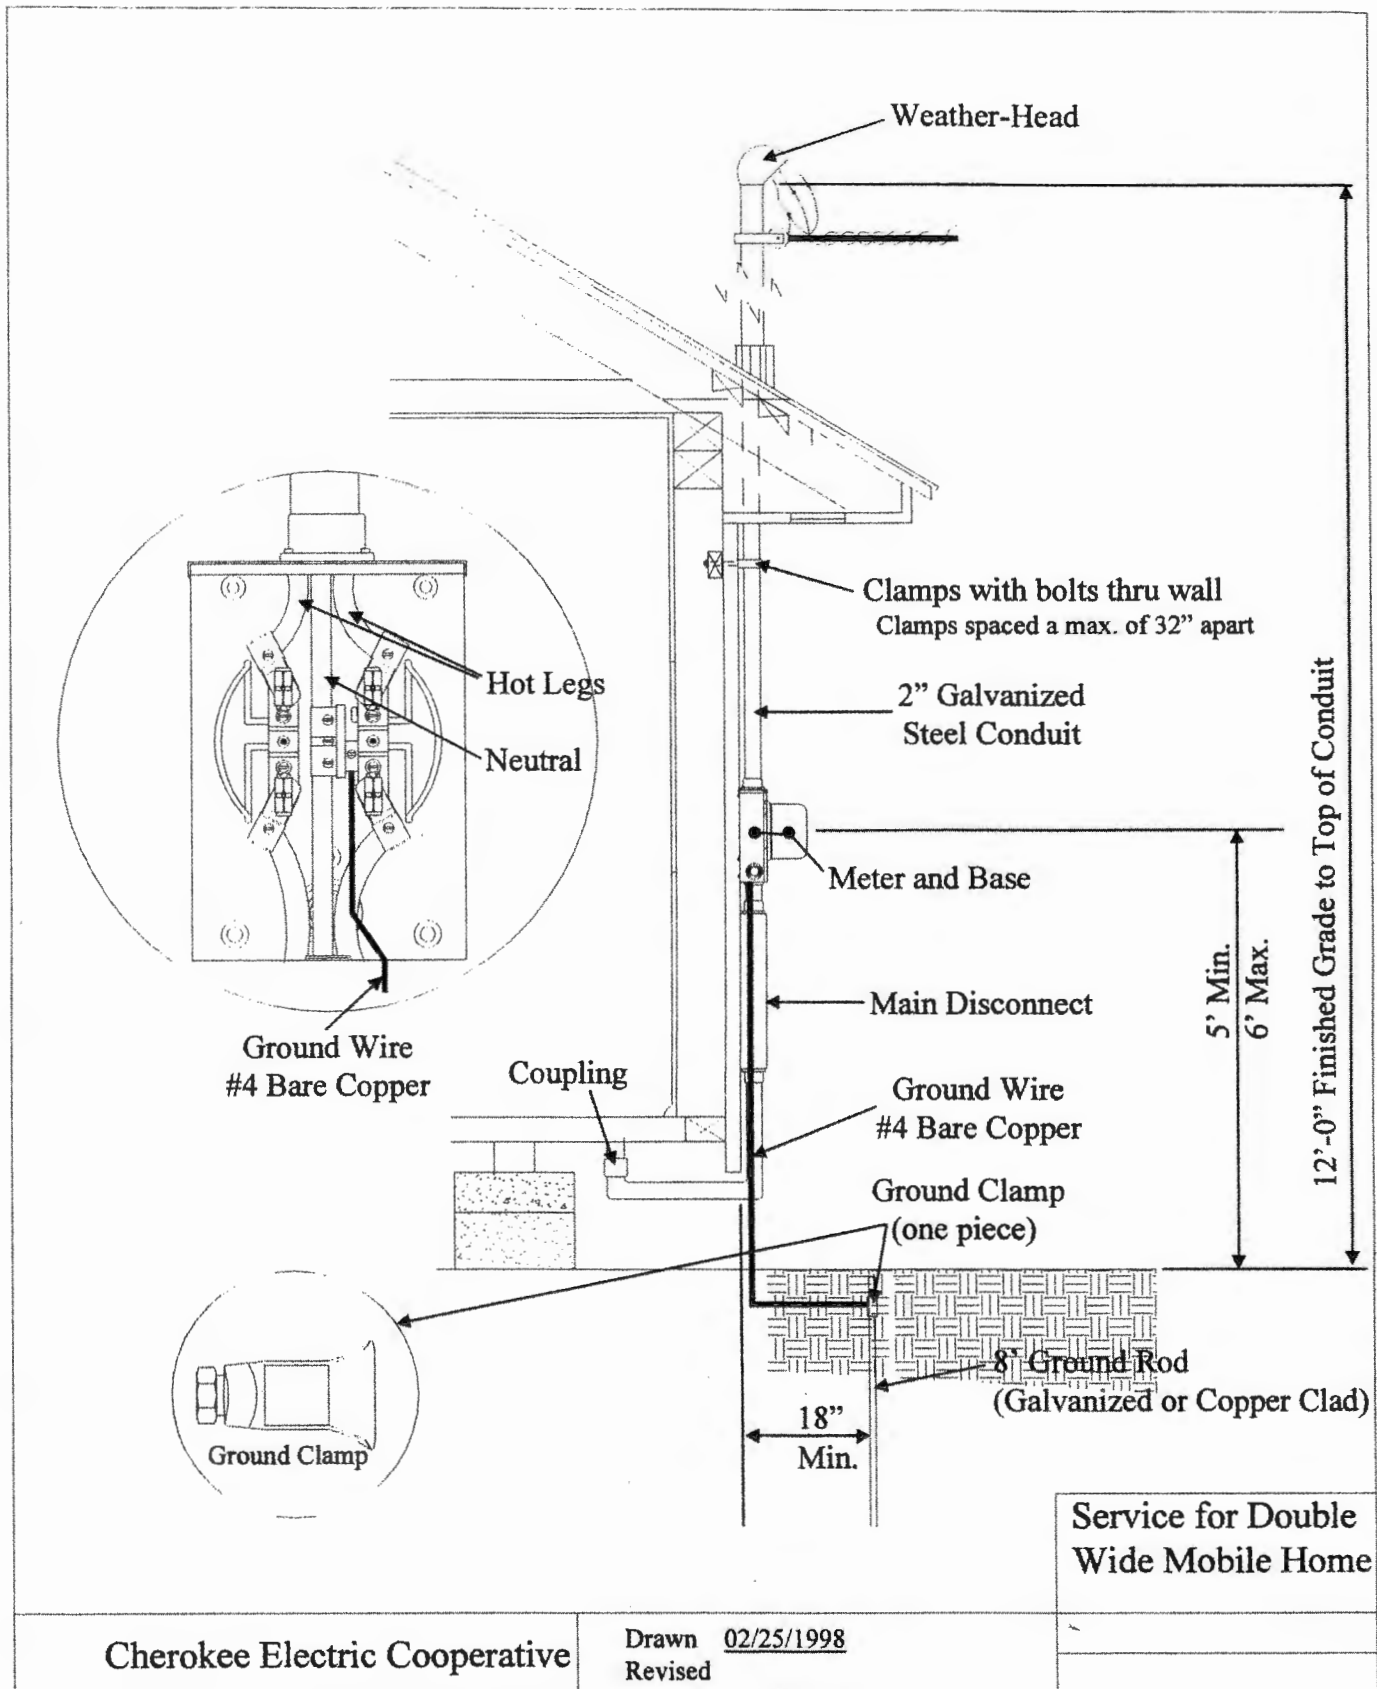 Weather-Head
Clamps with bolts thru wall
Clamps spaced a max. of 32” apart
Hot Legs
2” Galvanized
Steel Conduit
Neutral
Meter and Base
12’-0” Finished Grade to Top of Conduit
5’ Min.
6’ Max.
Main Disconnect
Ground Wire
#4 Bare Copper
Coupling
Ground Wire
#4 Bare Copper
Ground Clamp
(one piece)
8’ Ground Rod
(Galvanized or Copper Clad)
18”
Min.
Ground Clamp
Service for Double
Wide Mobile Home
Cherokee Electric Cooperative
Drawn 02/25/1998
Revised